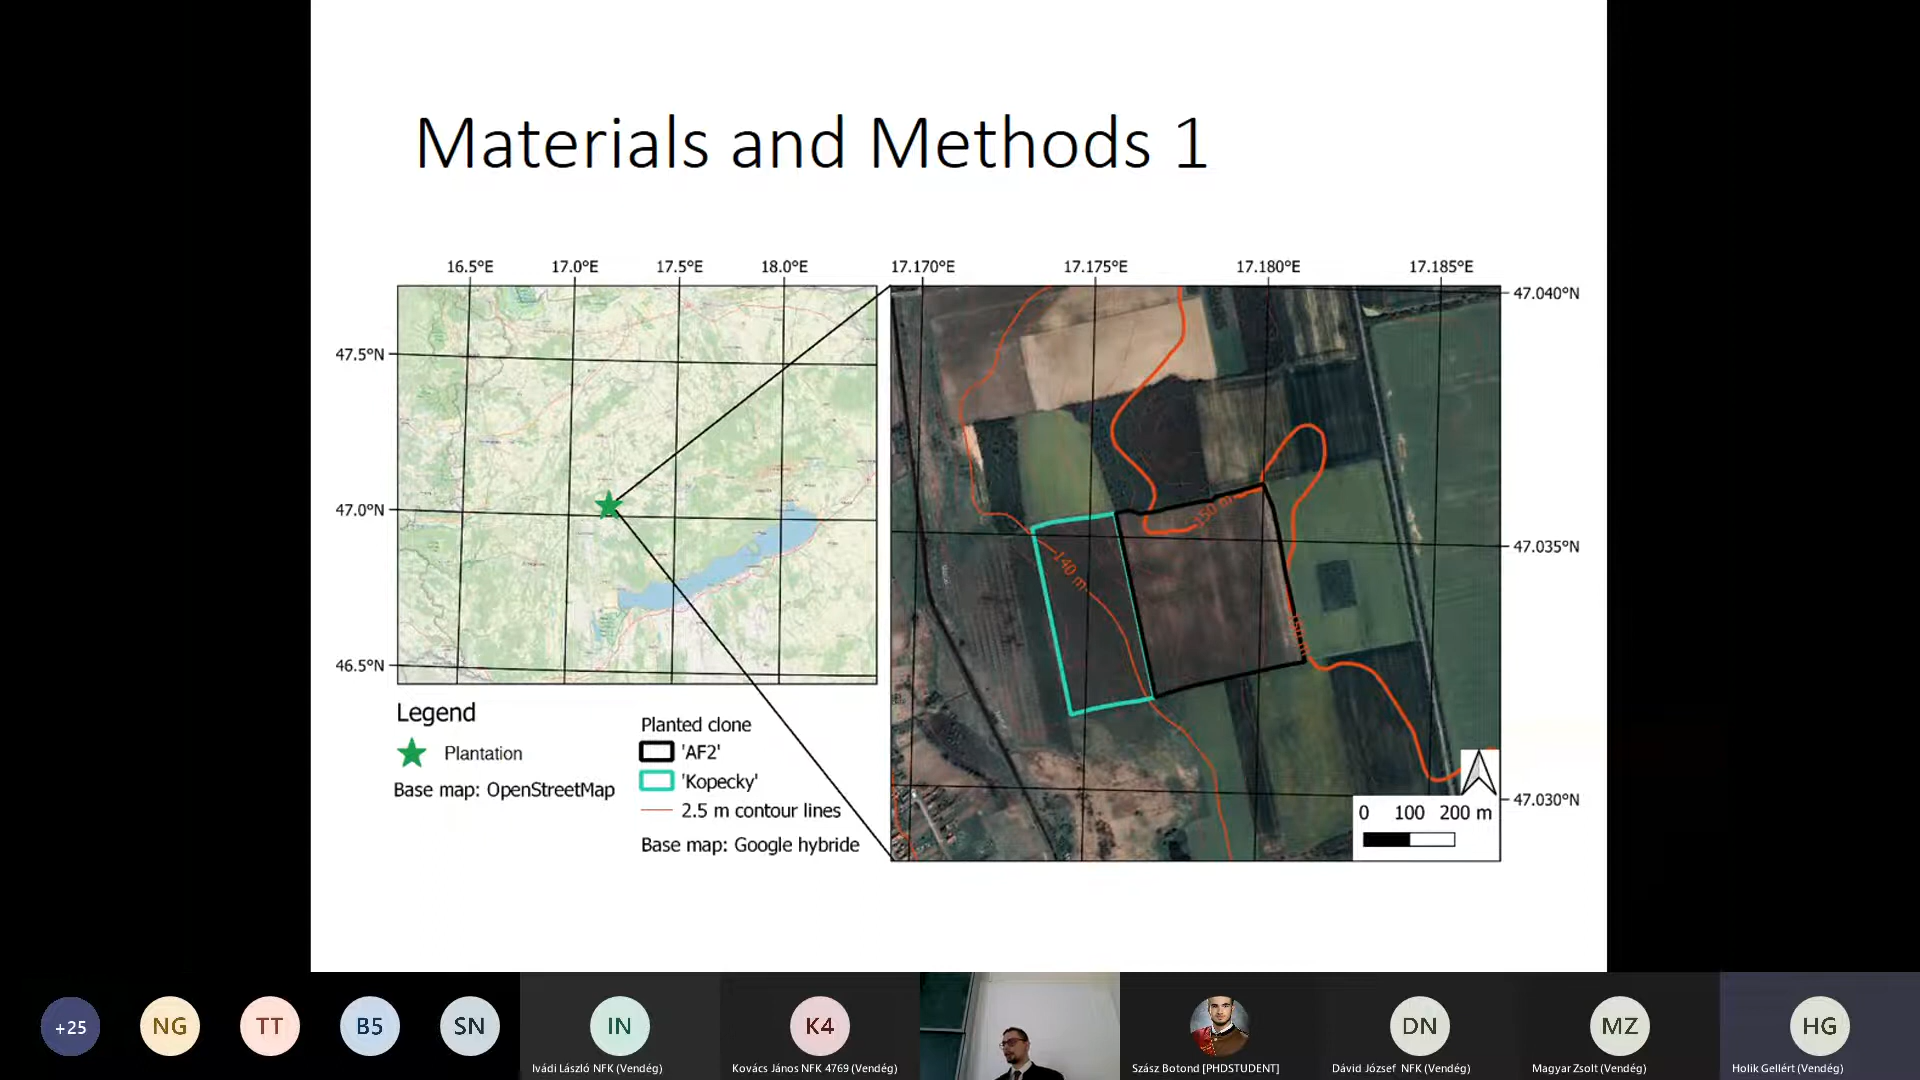 Materials and Methods 1
16.5°E 17.0°E 17.5°E 18.0°E
17.170°E 17.175°E 17.180°E 17.185°E
47.5°N
47.0°N
46.5°N
47.040°N
47.035°N
47.030°N
150 m
140 m
Legend
Plantation
Base map: OpenStreetMap
Planted clone
'AF2'
'Kopecky'
2.5 m contour lines
Base map: Google hybride
0 100 200 m
+25
NG
TT
B5
SN
IN
K4
DN
MZ
HG
Ivádi László NFK (Vendég)
Kovács János NFK 4769 (Vendég)
Szász Botond [PHDSTUDENT]
Dávid József NFK (Vendég)
Magyar Zsolt (Vendég)
Holik Gellért (Vendég)